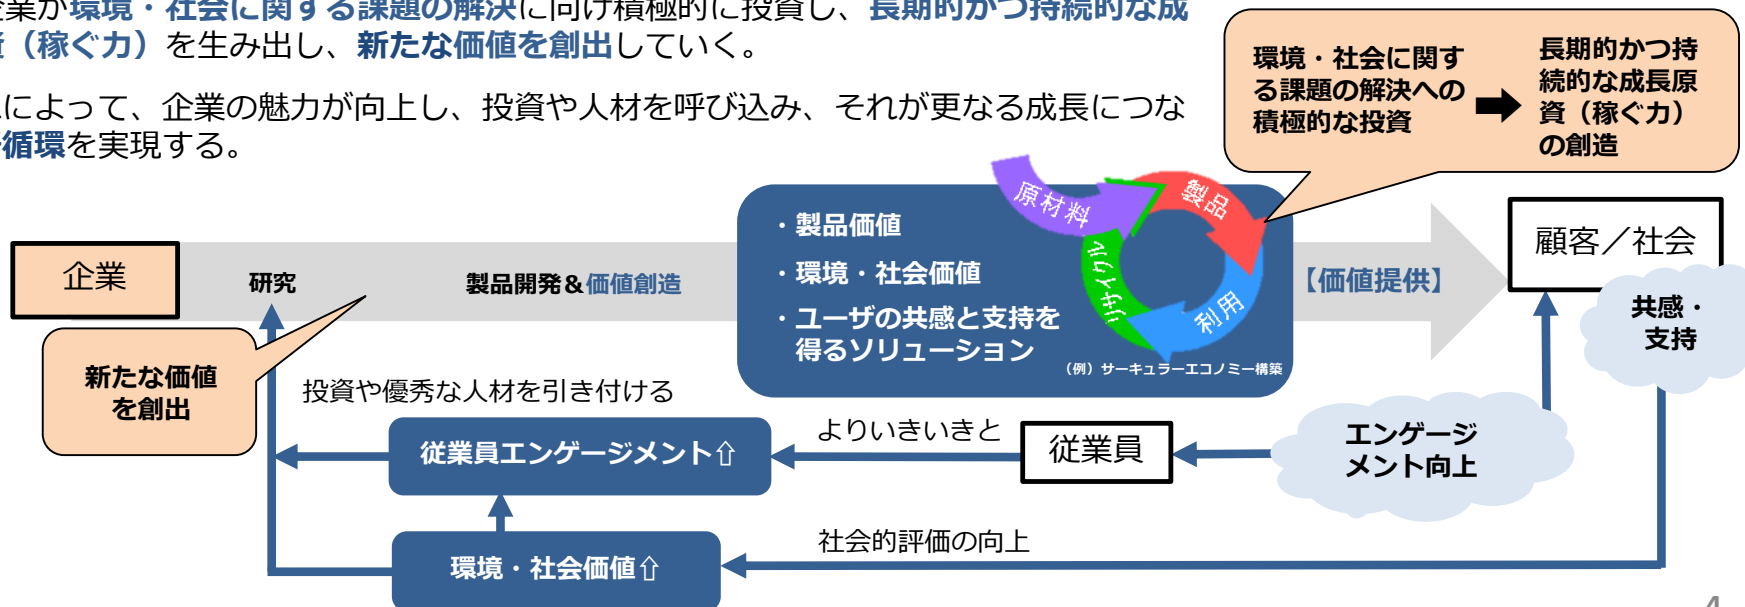 企業が環境・社会に関する課題の解決に向け積極的に投資し、長期的かつ持続的な成
資（稼ぐ力）を生み出し、新たな価値を創出していく。
によって、企業の魅力が向上し、投資や人材を呼び込み、それが更なる成長につな
循環を実現する。
環境・社会に関す
る課題の解決への
積極的な投資
長期的かつ持
続的な成長原
資（稼ぐ力）
の創造
企業
研究
製品開発＆価値創造
・製品価値
・環境・社会価値
・ユーザの共感と支持を
得るソリューション
原材料
製品
利用
リサイクル
（例）サーキュラーエコノミー構築
【価値提供】
顧客／社会
共感・
支持
新たな価値
を創出
投資や優秀な人材を引き付ける
従業員エンゲージメント⇧
よりいきいきと
従業員
エンゲージ
メント向上
環境・社会価値⇧
社会的評価の向上
4